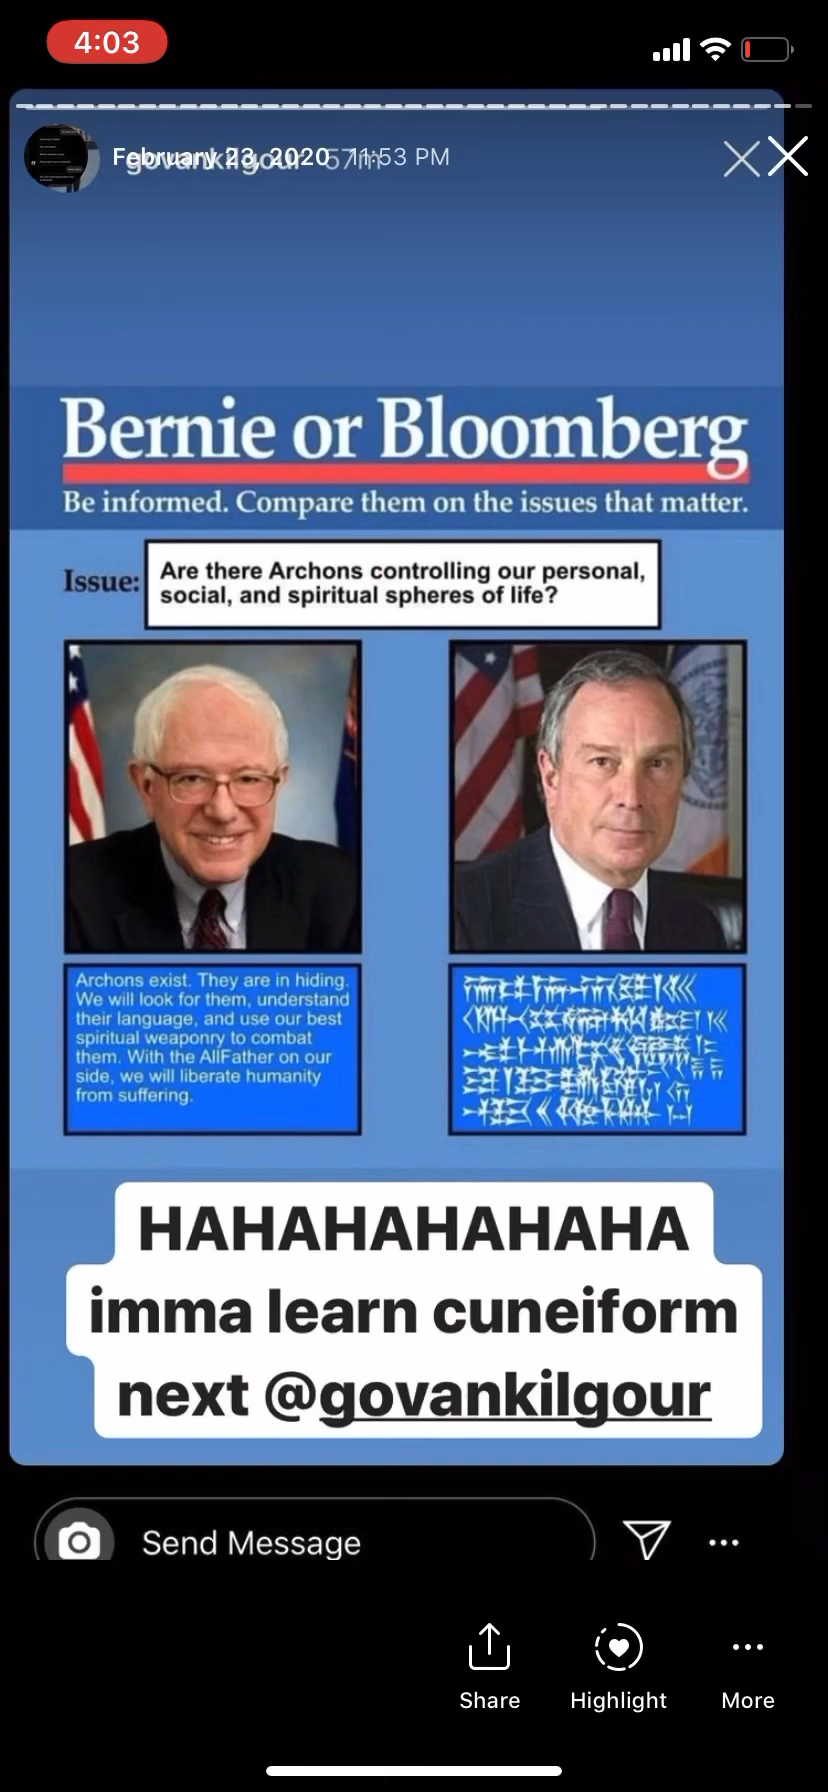 4:03
February 23, 2020 11:53 PM
govankilgour 57m
Bernie or Bloomberg
Be informed. Compare them on the issues that matter.
Issue:
Are there Archons controlling our personal,
social, and spiritual spheres of life?
Archons exist. They are in hiding.
We will look for them, understand
their language, and use our best
spiritual weaponry to combat
them. With the AllFather on our
side, we will liberate humanity
from suffering.
HAHAHAHAHAHA
imma learn cuneiform
next @govankilgour
Send Message
Share
Highlight
More